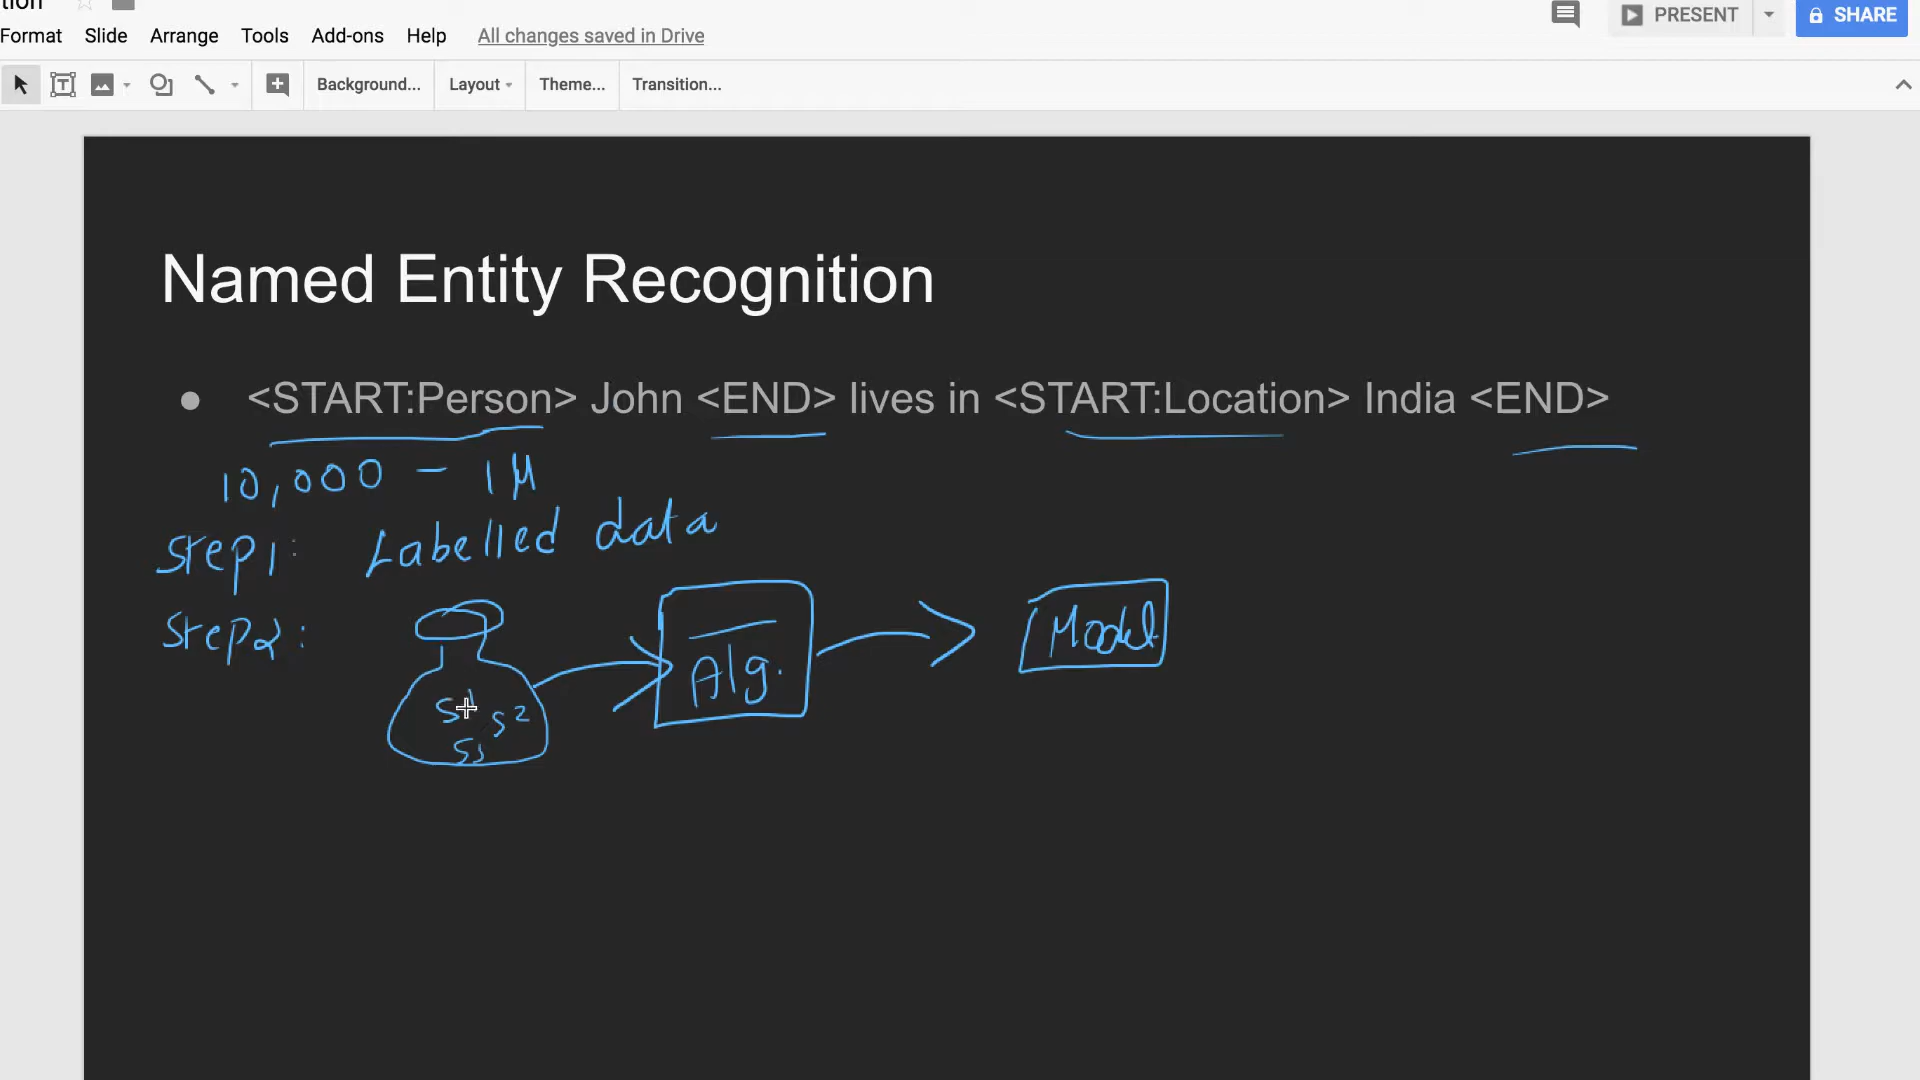 tion
Format Slide Arrange Tools Add-ons Help All changes saved in Drive PRESENT SHARE
Background... Layout Theme... Transition...
Named Entity Recognition
● <START:Person> John <END> lives in <START:Location> India <END>
10,000 - 1M
Step1: Labelled data
Step2:
Alg. Model
S1 S2